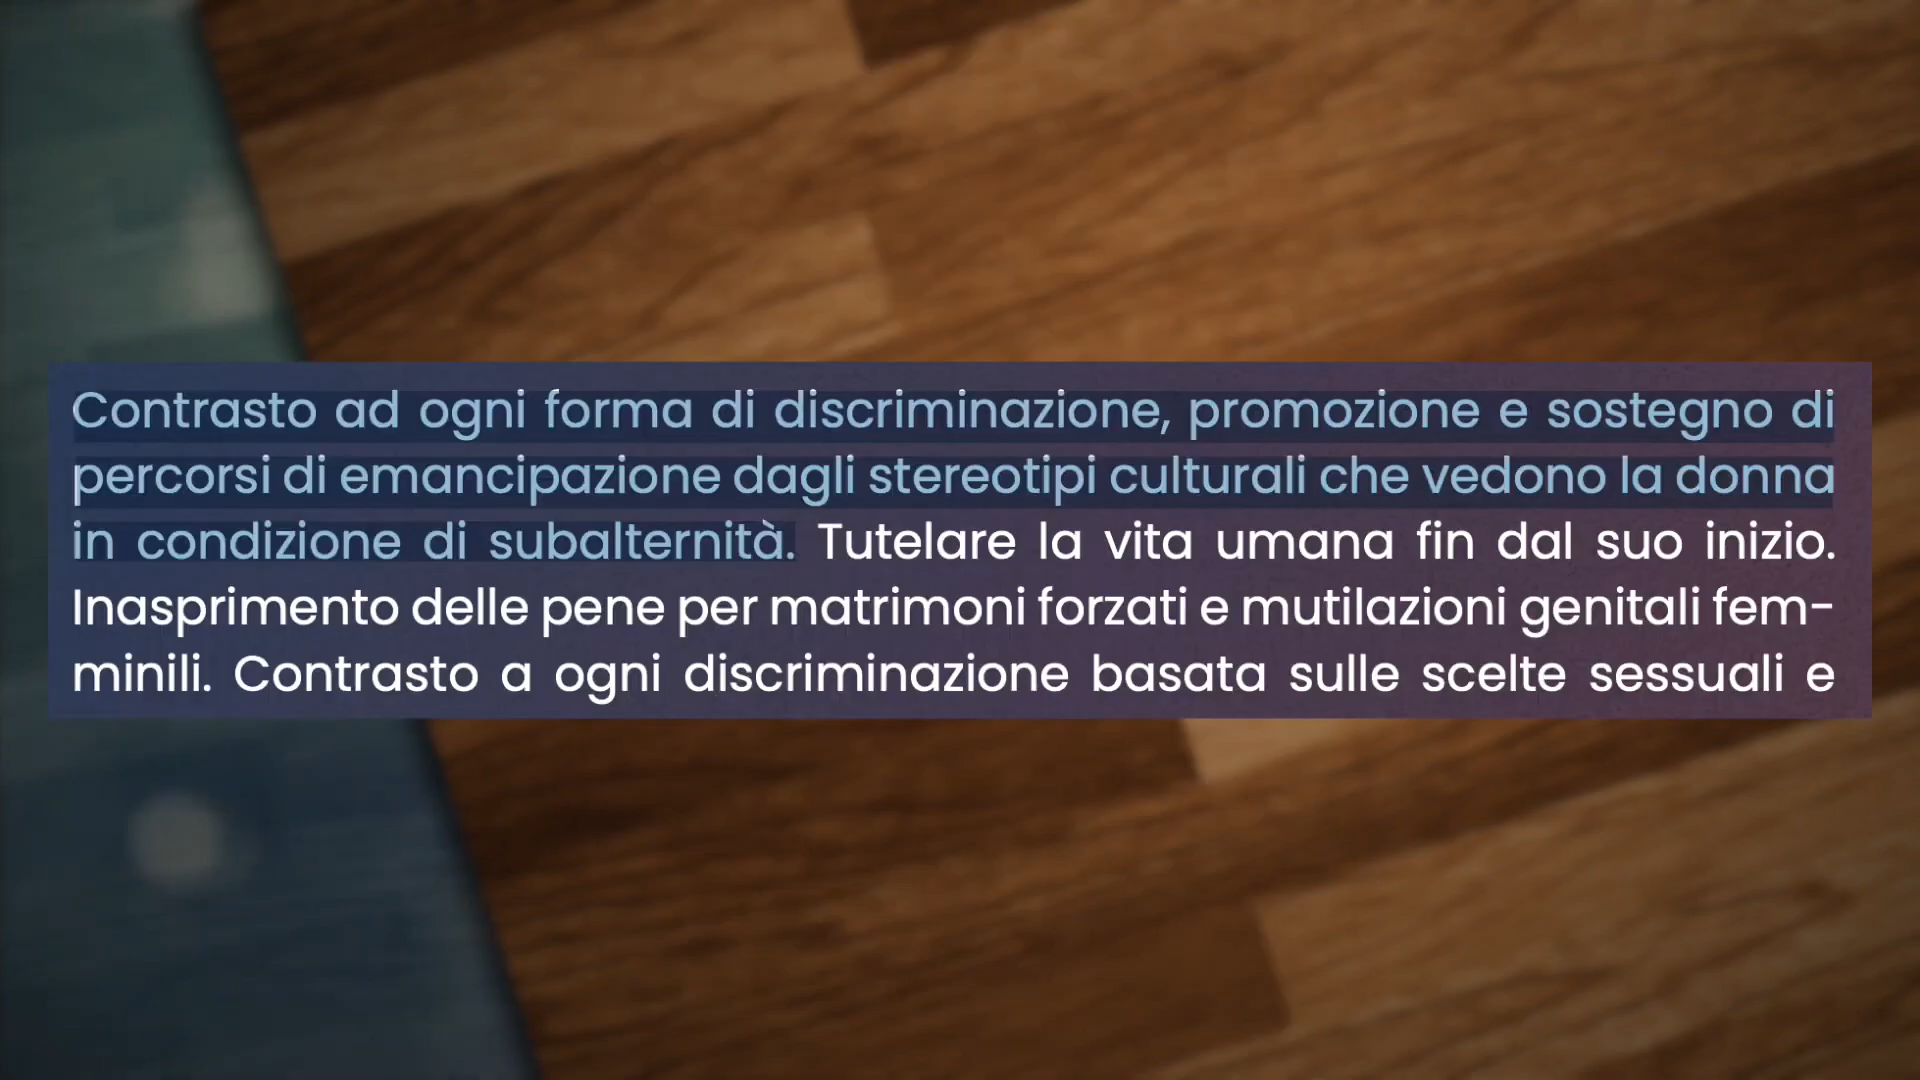 Contrasto ad ogni forma di discriminazione, promozione e sostegno di
percorsi di emancipazione dagli stereotipi culturali che vedono la donna
in condizione di subalternità. Tutelare la vita umana fin dal suo inizio.
Inasprimento delle pene per matrimoni forzati e mutilazioni genitali fem-
minili. Contrasto a ogni discriminazione basata sulle scelte sessuali e